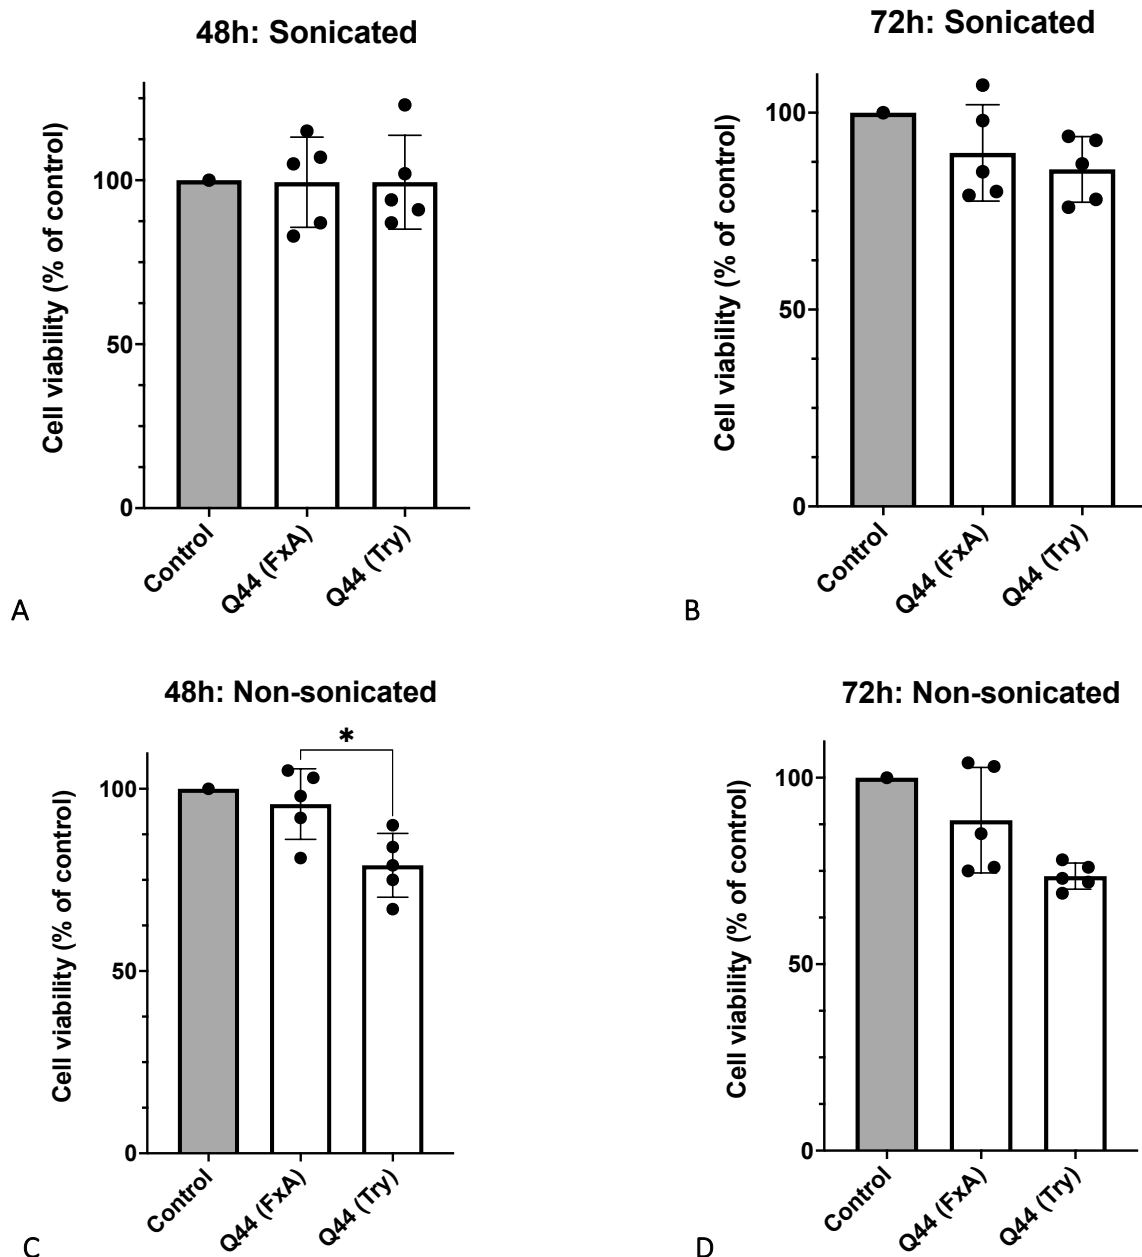 48h: Sonicated
Cell viability (% of control)
100
50
0
Control
Q44 (FxA)
Q44 (Try)
A
72h: Sonicated
Cell viability (% of control)
100
50
0
Control
Q44 (FxA)
Q44 (Try)
B
48h: Non-sonicated
*
Cell viability (% of control)
100
50
0
Control
Q44 (FxA)
Q44 (Try)
C
72h: Non-sonicated
Cell viability (% of control)
100
50
0
Control
Q44 (FxA)
Q44 (Try)
D